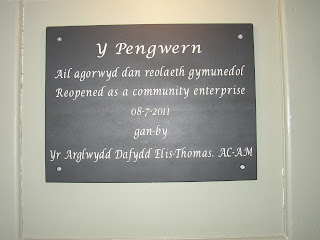 Y Pengwern
Ail agorwyd dan reolaeth gymunedol
Reopened as a community enterprise
08-7-2011
gan-by
Yr Arglwydd Dafydd Elis-Thomas. AC-AM